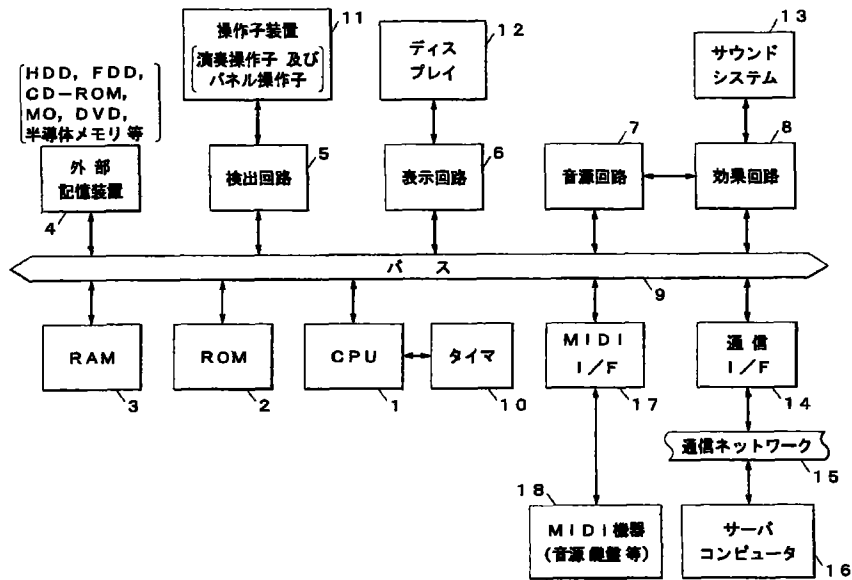 11
操作子装置
演奏操作子 及び
パネル操作子
12
ディス
プレイ
13
サウンド
システム
HDD, FDD,
CD-ROM,
MO, DVD,
半導体メモリ等
外部
記憶装置
4
検出回路
5
表示回路
6
7
音源回路
8
効果回路
バス
9
RAM
3
ROM
2
CPU
1
タイマ
10
MIDI
I/F
17
通信
I/F
14
通信ネットワーク
15
18
MIDI機器
(音源 鍵盤 等)
サーバ
コンピュータ
16